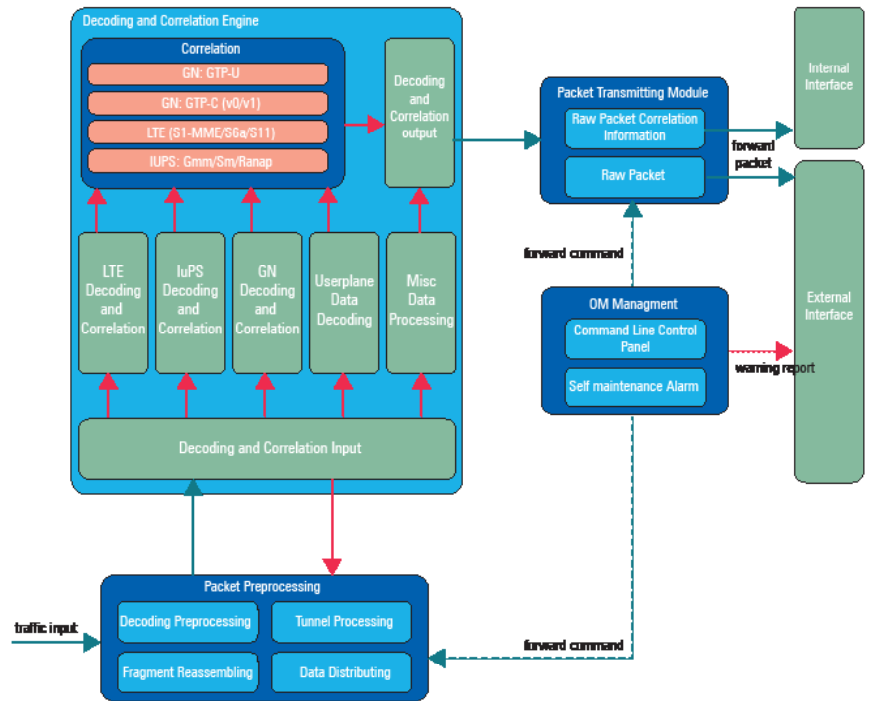 Decoding and Correlation Engine
Correlation
GN: GTP-U
GN: GTP-C (v0/v1)
LTE (S1-MME/S6a/S11)
IUPS: Gmm/Sm/Ranap
Decoding
and
Correlation
output
Packet Transmitting Module
Raw Packet Correlation
Information
Raw Packet
Internal
Interface
forward
packet
LTE
Decoding
and
Correlation
IuPS
Decoding
and
Correlation
GN
Decoding
and
Correlation
Userplane
Data
Decoding
Misc
Data
Processing
forward command
OM Managment
Command Line Control
Panel
Self maintenance Alarm
External
Interface
warning report
Decoding and Correlation Input
Packet Preprocessing
Decoding Preprocessing
Tunnel Processing
traffic input
Fragment Reassembling
Data Distributing
forward command